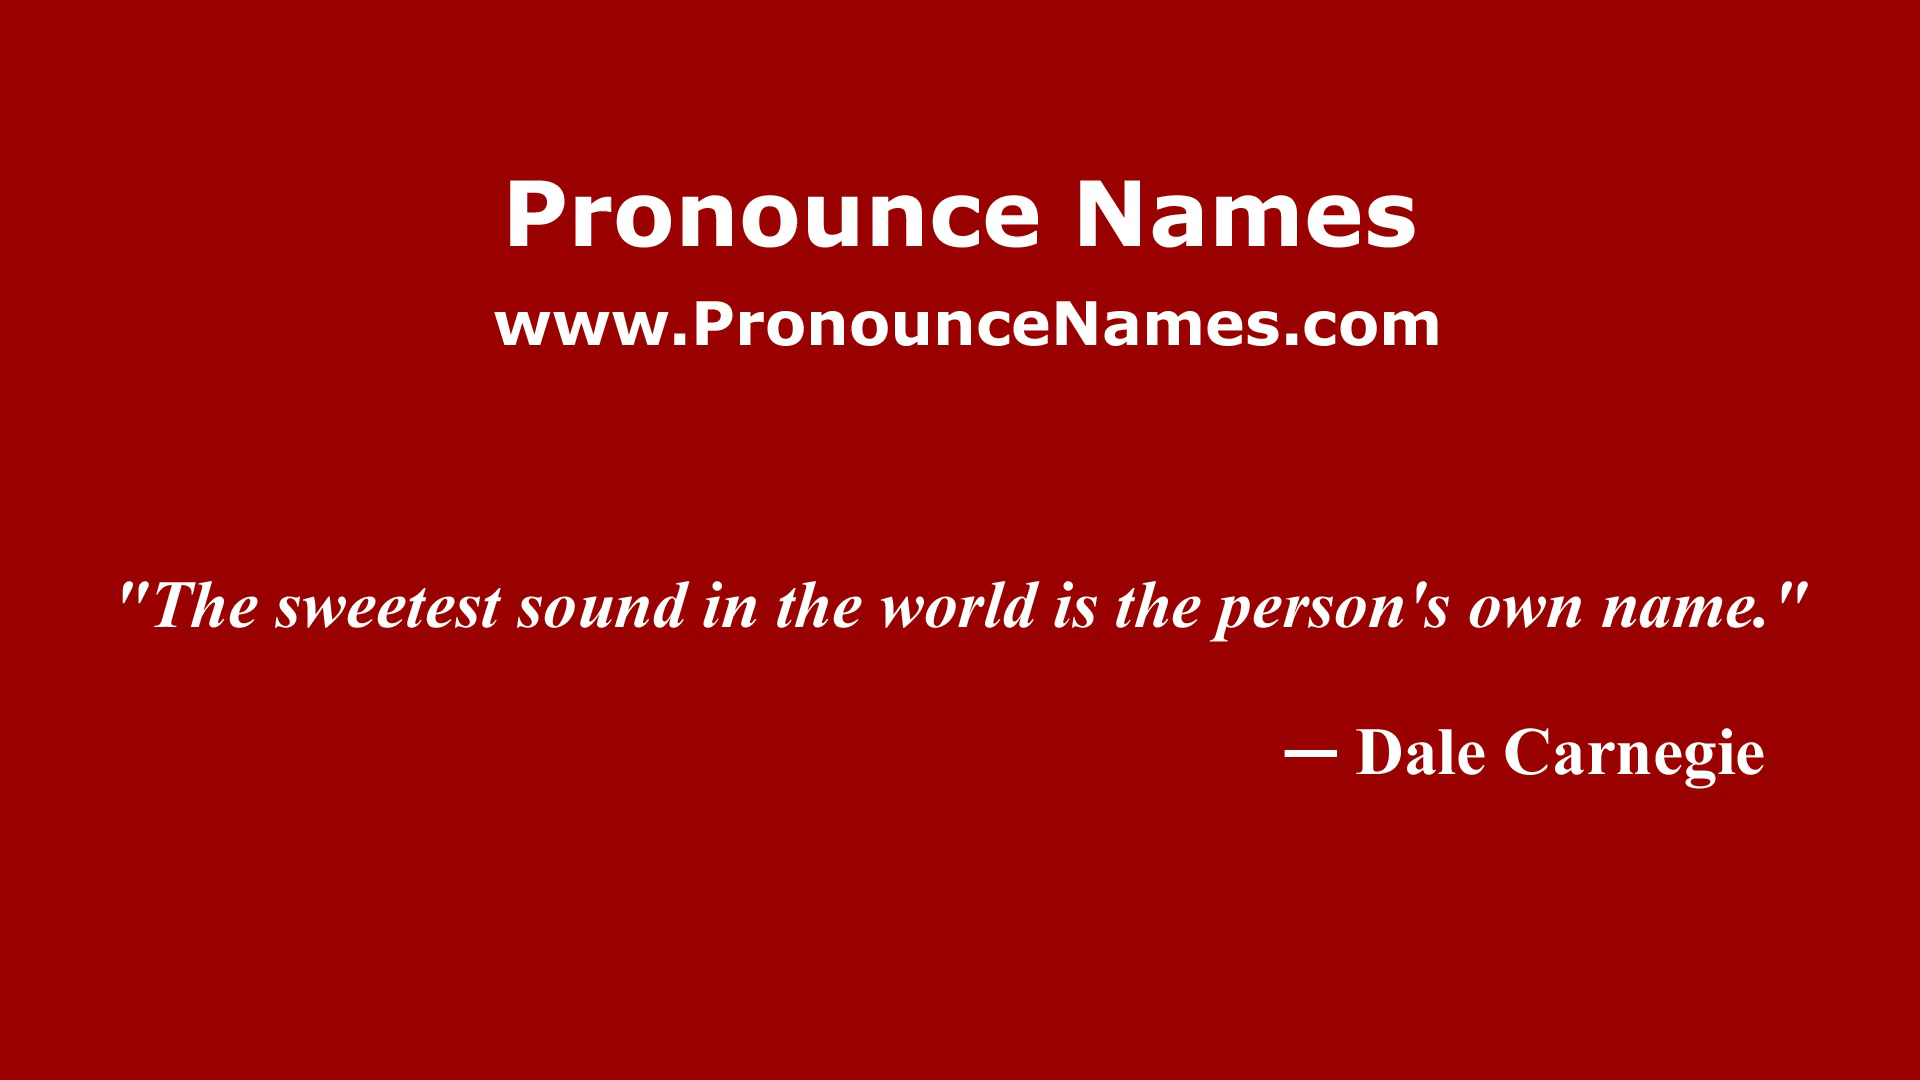 Pronounce Names
www.PronounceNames.com
"The sweetest sound in the world is the person's own name."
— Dale Carnegie